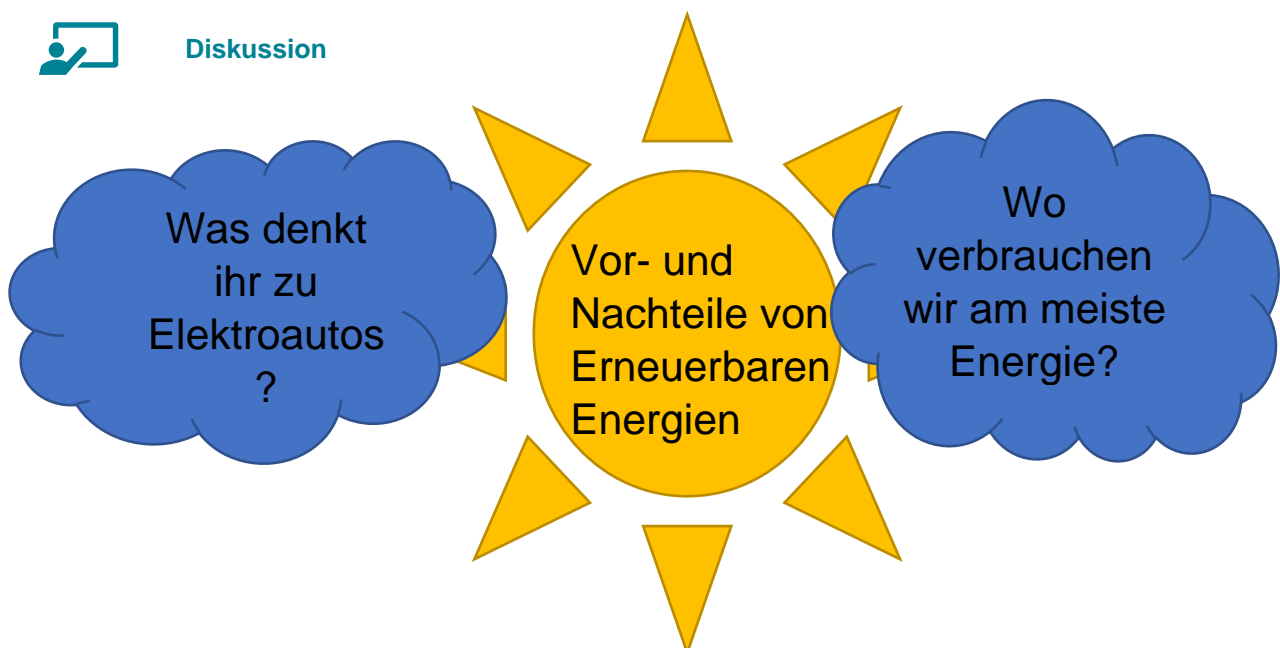 Diskussion
Was denkt
ihr zu
Elektroautos
?
Vor- und
Nachteile von
Erneuerbaren
Energien
Wo
verbrauchen
wir am meiste
Energie?